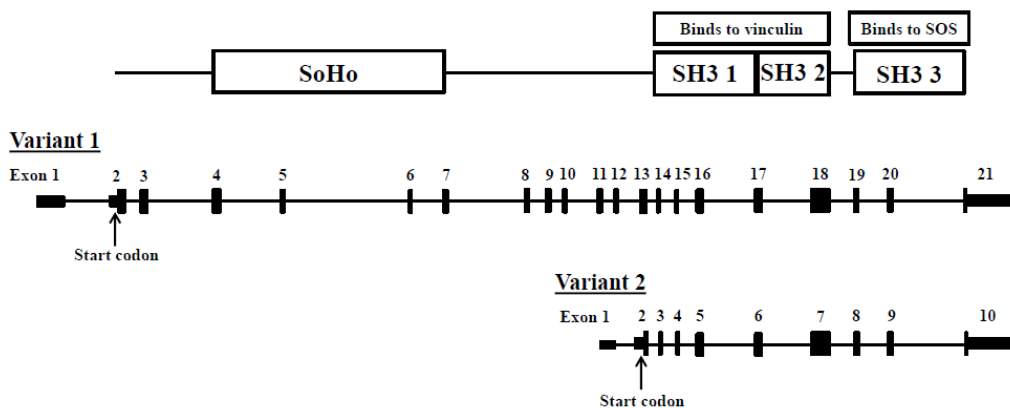 Binds to vinculin Binds to SOS
SoHo SH3 1 SH3 2 SH3 3
Variant 1
Exon 1 2 3 4 5 6 7 8 9 10 11 12 13 14 15 16 17 18 19 20 21
Start codon
Variant 2
Exon 1 2 3 4 5 6 7 8 9 10
Start codon